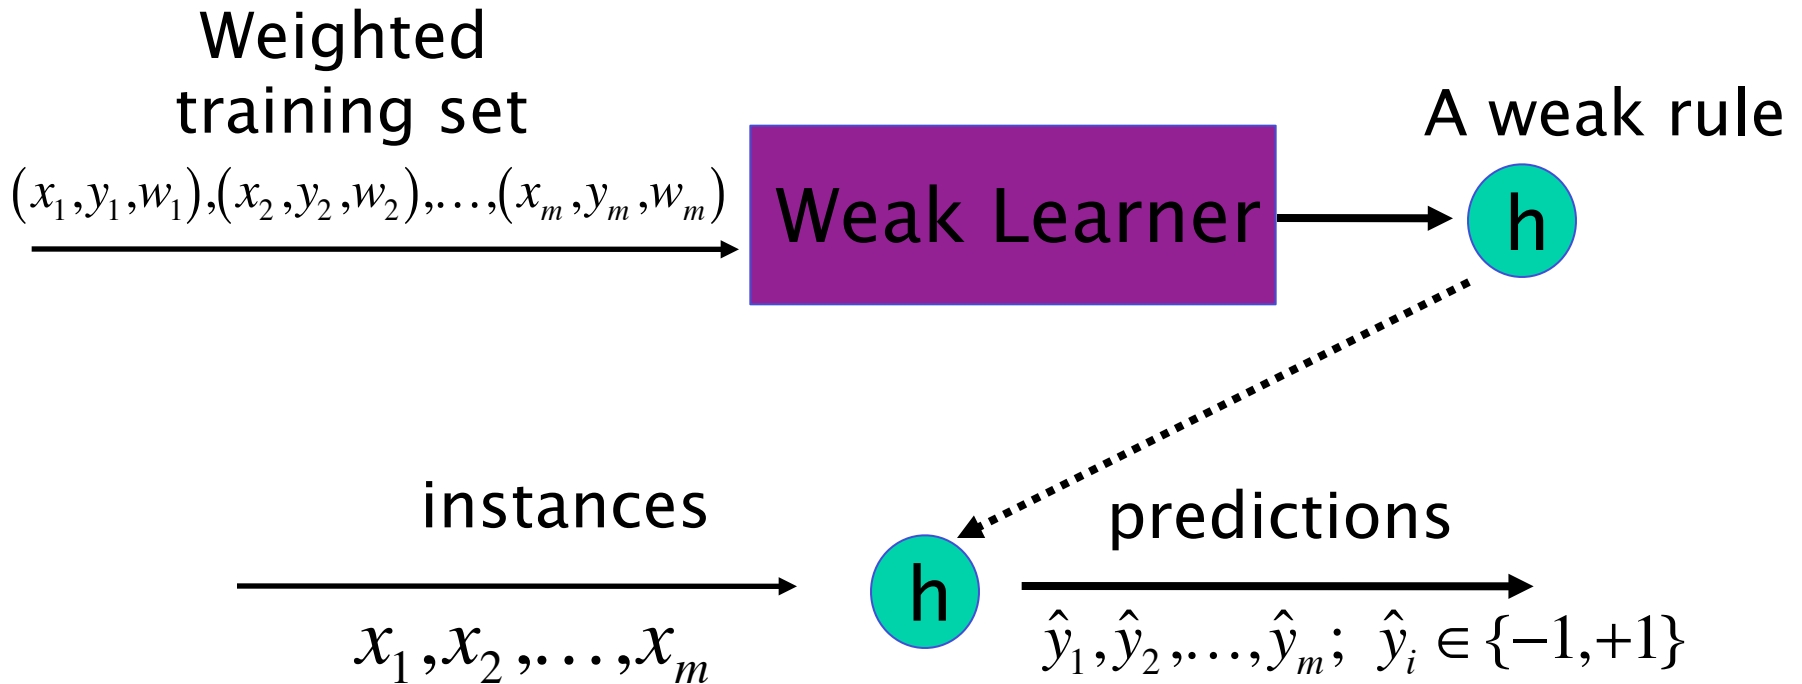 Weighted
training set
(x₁,y₁,w₁),(x₂,y₂,w₂),…,(xₘ,yₘ,wₘ)
Weak Learner
A weak rule
h
instances
x₁,x₂,…,xₘ
h
predictions
ŷ₁,ŷ₂,…,ŷₘ; ŷᵢ ∈ {−1,+1}